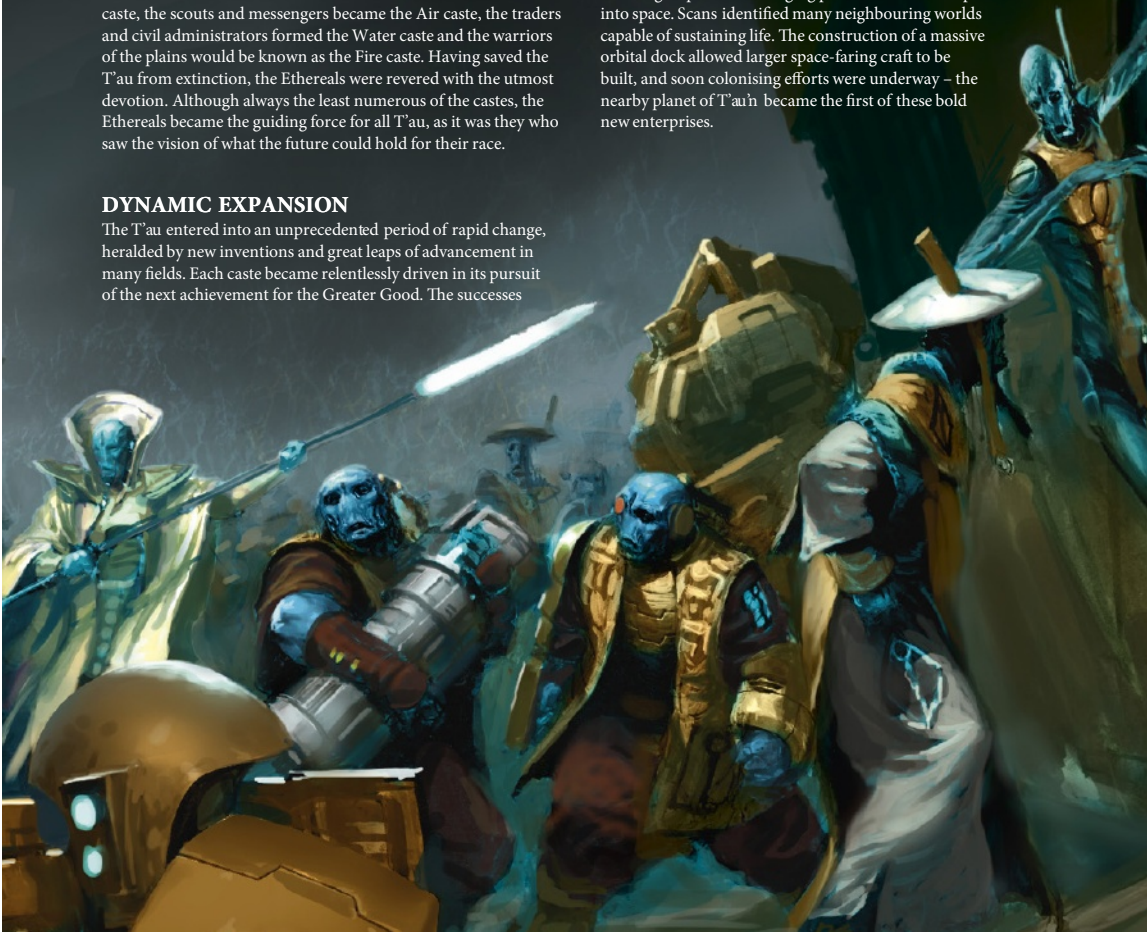 caste, the scouts and messengers became the Air caste, the traders
and civil administrators formed the Water caste and the warriors
of the plains would be known as the Fire caste. Having saved the
T’au from extinction, the Ethereals were revered with the utmost
devotion. Although always the least numerous of the castes, the
Ethereals became the guiding force for all T’au, as it was they who
saw the vision of what the future could hold for their race.
DYNAMIC EXPANSION
The T’au entered into an unprecedented period of rapid change,
heralded by new inventions and great leaps of advancement in
many fields. Each caste became relentlessly driven in its pursuit
of the next achievement for the Greater Good. The successes
into space. Scans identified many neighbouring worlds
capable of sustaining life. The construction of a massive
orbital dock allowed larger space-faring craft to be
built, and soon colonising efforts were underway – the
nearby planet of T’au’n became the first of these bold
new enterprises.